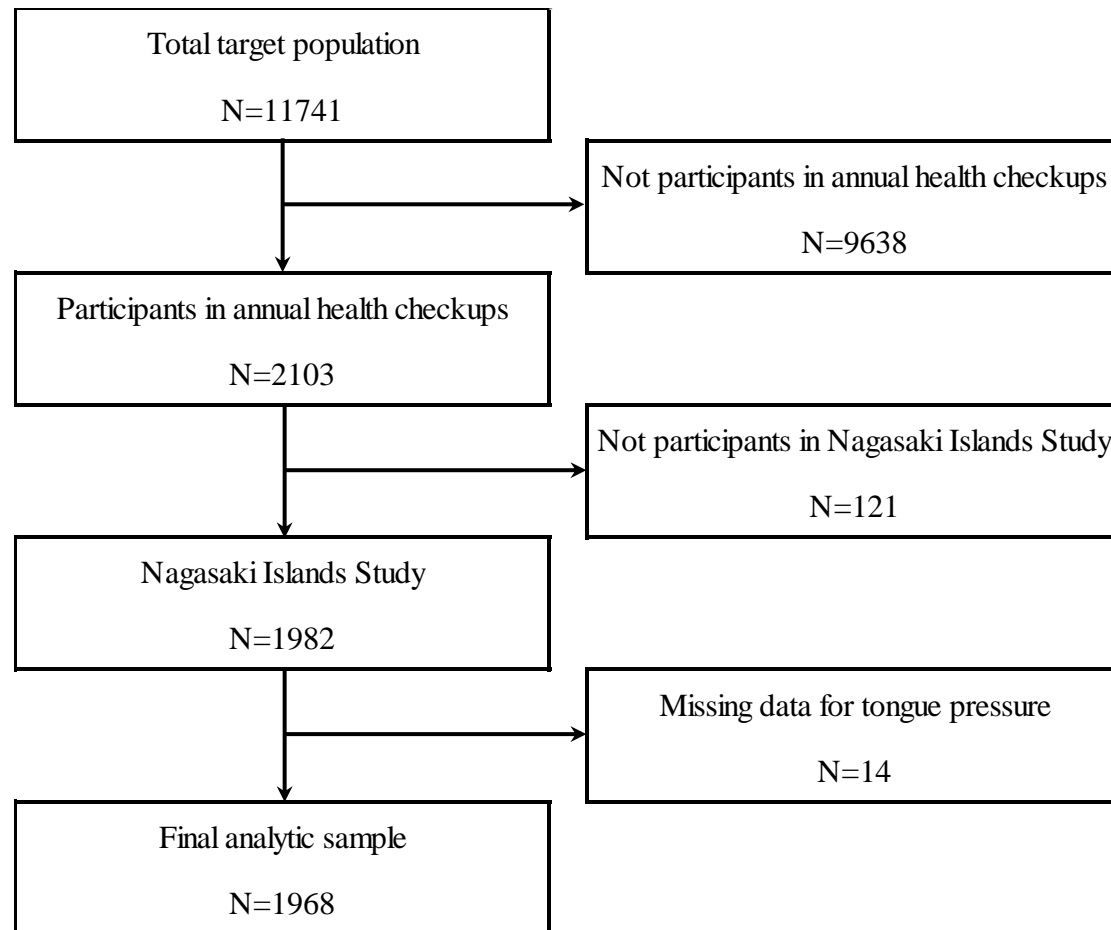 Total target population
N=11741
Not participants in annual health checkups
N=9638
Participants in annual health checkups
N=2103
Not participants in Nagasaki Islands Study
N=121
Nagasaki Islands Study
N=1982
Missing data for tongue pressure
N=14
Final analytic sample
N=1968